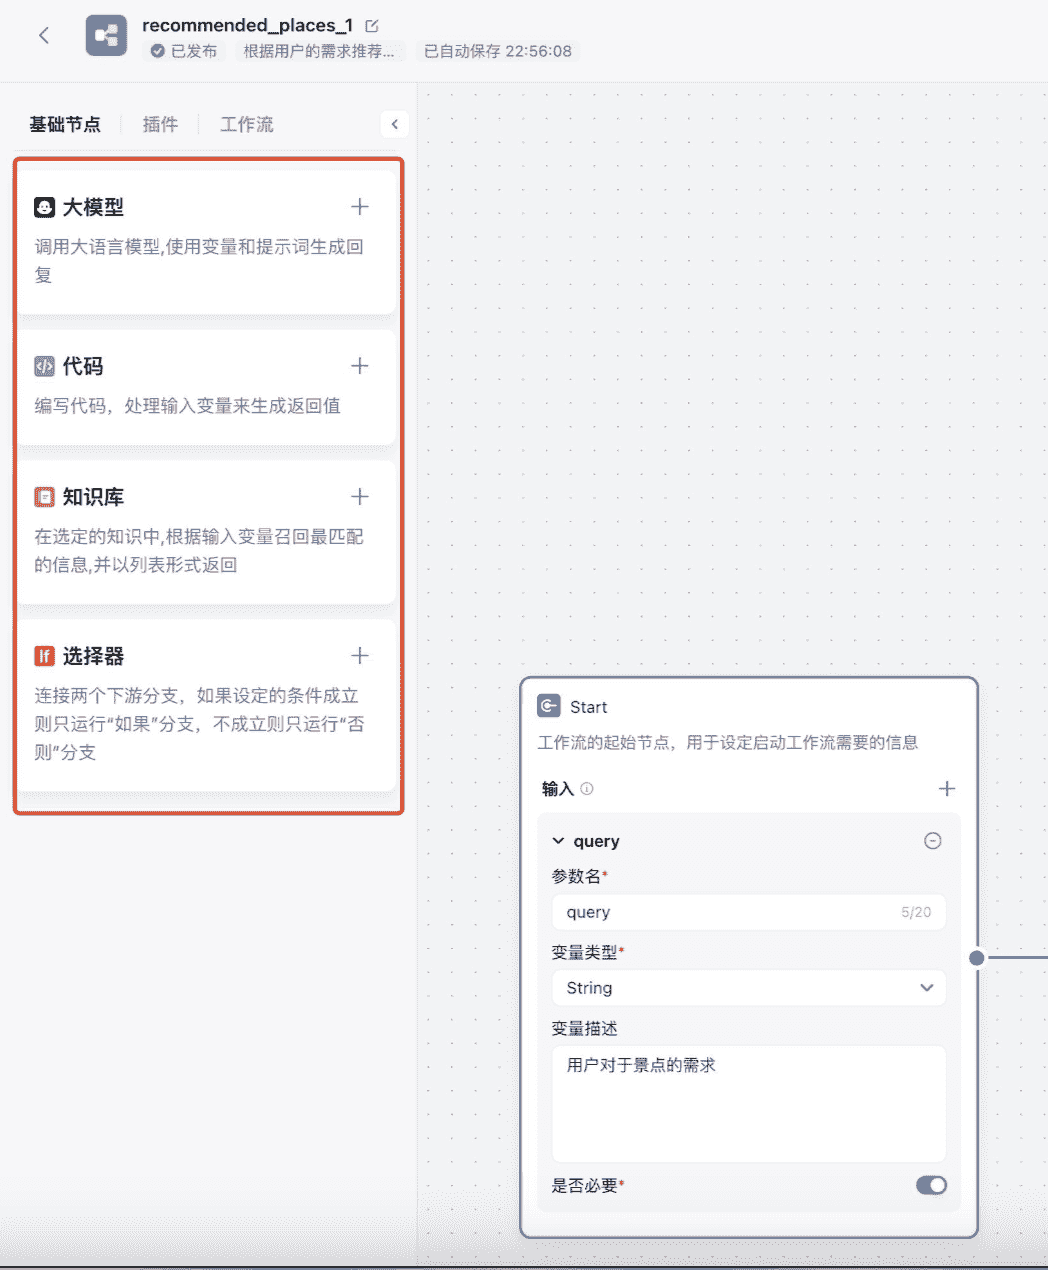 recommended_places_1
已发布 根据用户的需求推荐... 已自动保存 22:56:08
基础节点 插件 工作流
大模型
调用大语言模型,使用变量和提示词生成回
复
代码
编写代码，处理输入变量来生成返回值
知识库
在选定的知识中,根据输入变量召回最匹配
的信息,并以列表形式返回
If 选择器
连接两个下游分支，如果设定的条件成立
则只运行“如果”分支，不成立则只运行“否
则”分支
Start
工作流的起始节点，用于设定启动工作流需要的信息
输入
query
参数名*
query 5/20
变量类型*
String
变量描述
用户对于景点的需求
是否必要*